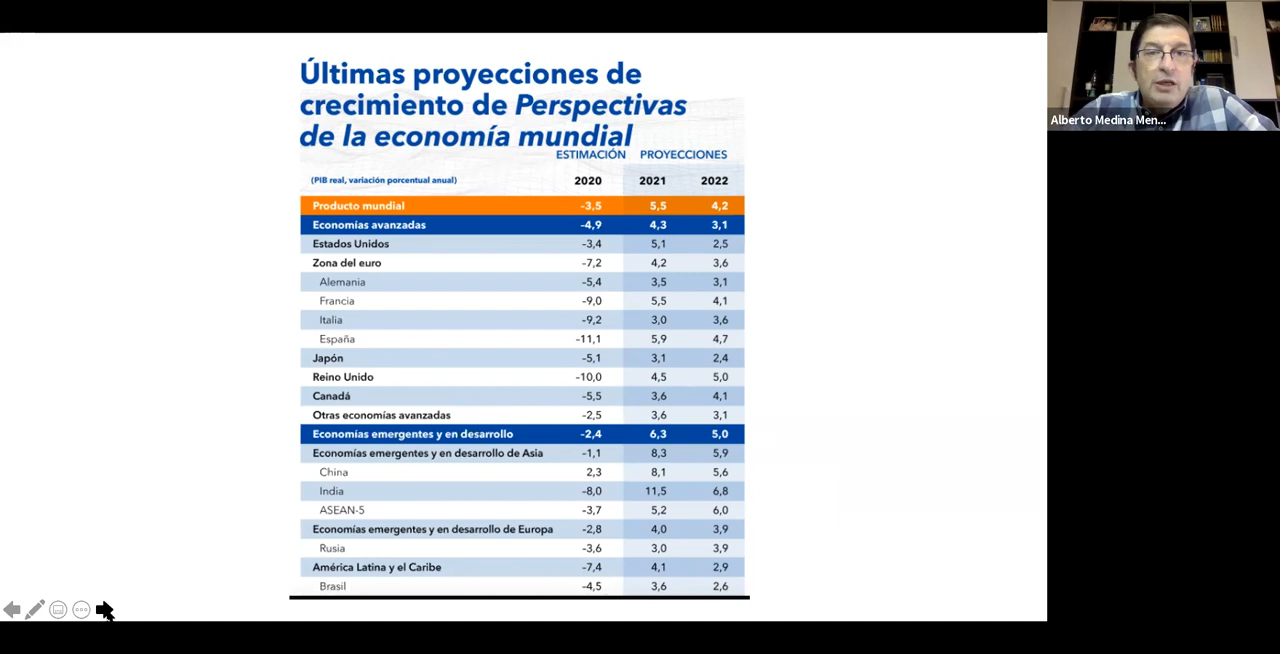 Últimas proyecciones de
crecimiento de Perspectivas
de la economía mundial
ESTIMACIÓN PROYECCIONES
(PIB real, variación porcentual anual) 2020 2021 2022
Producto mundial –3,5 5,5 4,2
Economías avanzadas –4,9 4,3 3,1
Estados Unidos –3,4 5,1 2,5
Zona del euro –7,2 4,2 3,6
Alemania –5,4 3,5 3,1
Francia –9,0 5,5 4,1
Italia –9,2 3,0 3,6
España –11,1 5,9 4,7
Japón –5,1 3,1 2,4
Reino Unido –10,0 4,5 5,0
Canadá –5,5 3,6 4,1
Otras economías avanzadas –2,5 3,6 3,1
Economías emergentes y en desarrollo –2,4 6,3 5,0
Economías emergentes y en desarrollo de Asia –1,1 8,3 5,9
China 2,3 8,1 5,6
India –8,0 11,5 6,8
ASEAN-5 –3,7 5,2 6,0
Economías emergentes y en desarrollo de Europa –2,8 4,0 3,9
Rusia –3,6 3,0 3,9
América Latina y el Caribe –7,4 4,1 2,9
Brasil –4,5 3,6 2,6
Alberto Medina Men...